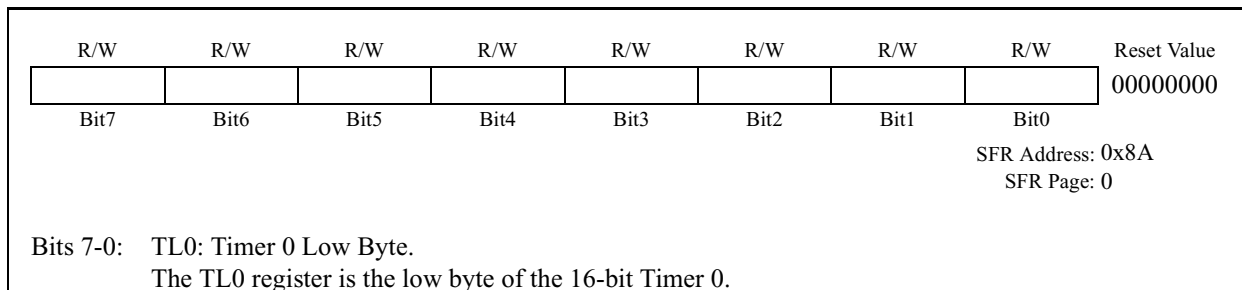 R/W R/W R/W R/W R/W R/W R/W R/W Reset Value
00000000
Bit7 Bit6 Bit5 Bit4 Bit3 Bit2 Bit1 Bit0
SFR Address: 0x8A
SFR Page: 0
Bits 7-0: TL0: Timer 0 Low Byte.
The TL0 register is the low byte of the 16-bit Timer 0.